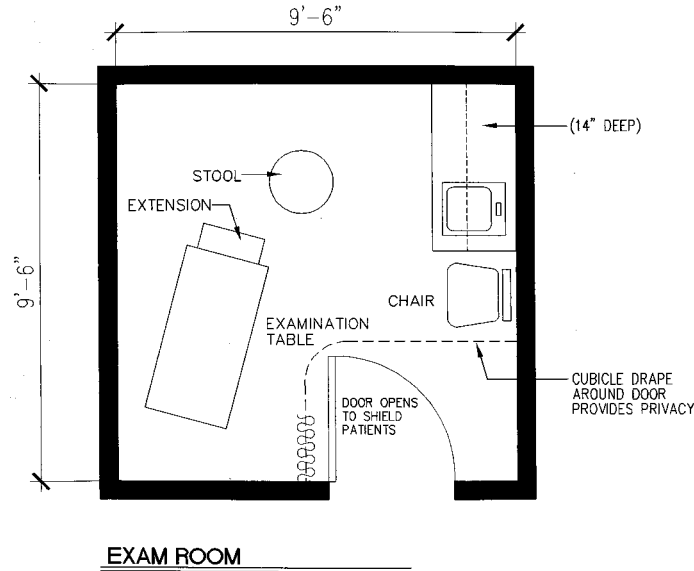 9'-6"
(14" DEEP)
STOOL
EXTENSION
9'-6"
CHAIR
EXAMINATION
TABLE
CUBICLE DRAPE
AROUND DOOR
PROVIDES PRIVACY
DOOR OPENS
TO SHIELD
PATIENTS
EXAM ROOM